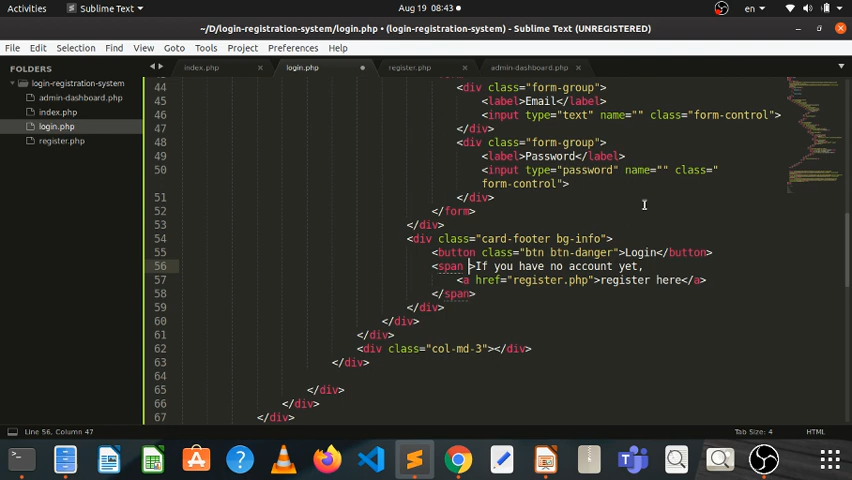 Activities
Sublime Text
Aug 19 08:43
en
~/D/login-registration-system/login.php • (login-registration-system) - Sublime Text (UNREGISTERED)
File Edit Selection Find View Goto Tools Project Preferences Help
FOLDERS
login-registration-system
admin-dashboard.php
index.php
login.php
register.php
index.php
login.php
register.php
admin-dashboard.php
44 <div class="form-group">
45 <label>Email</label>
46 <input type="text" name="" class="form-control">
47 </div>
48 <div class="form-group">
49 <label>Password</label>
50 <input type="password" name="" class="
form-control">
51 </div>
52 </form>
53 </div>
54 <div class="card-footer bg-info">
55 <button class="btn btn-danger">Login</button>
56 <span >If you have no account yet,
57 <a href="register.php">register here</a>
58 </span>
59 </div>
60 </div>
61 </div>
62 <div class="col-md-3"></div>
63 </div>
64
65 </div>
66 </div>
67 </div>
Line 56, Column 47
Tab Size: 4
HTML